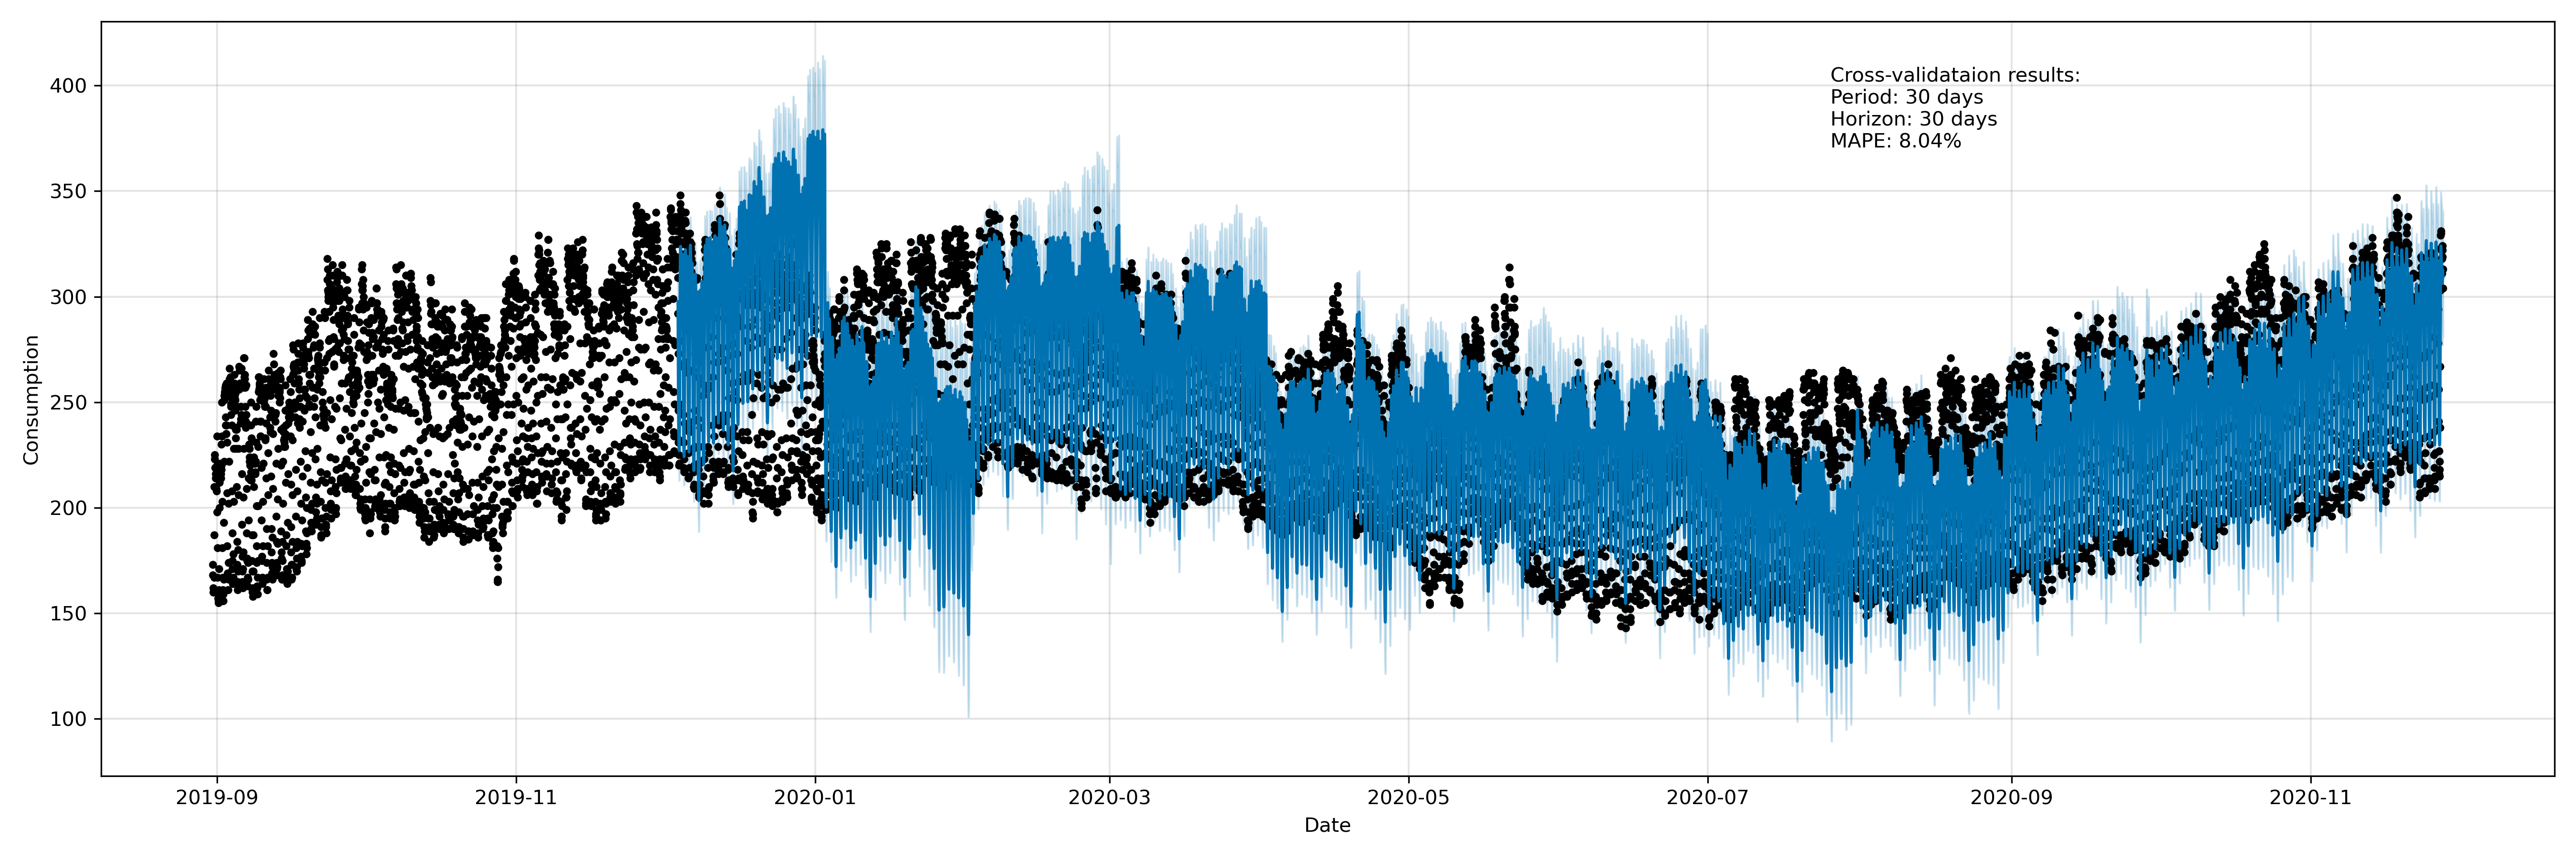 Cross-validataion results:
Period: 30 days
Horizon: 30 days
MAPE: 8.04%
400
350
300
250
200
150
100
Consumption
2019-09 2019-11 2020-01 2020-03 2020-05 2020-07 2020-09 2020-11
Date